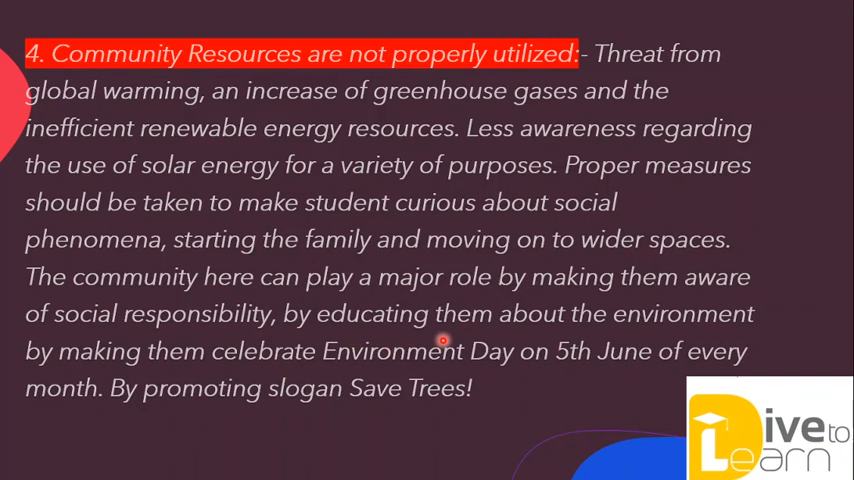 4. Community Resources are not properly utilized:- Threat from
global warming, an increase of greenhouse gases and the
inefficient renewable energy resources. Less awareness regarding
the use of solar energy for a variety of purposes. Proper measures
should be taken to make student curious about social
phenomena, starting the family and moving on to wider spaces.
The community here can play a major role by making them aware
of social responsibility, by educating them about the environment
by making them celebrate Environment Day on 5th June of every
month. By promoting slogan Save Trees!
Dive to
Learn